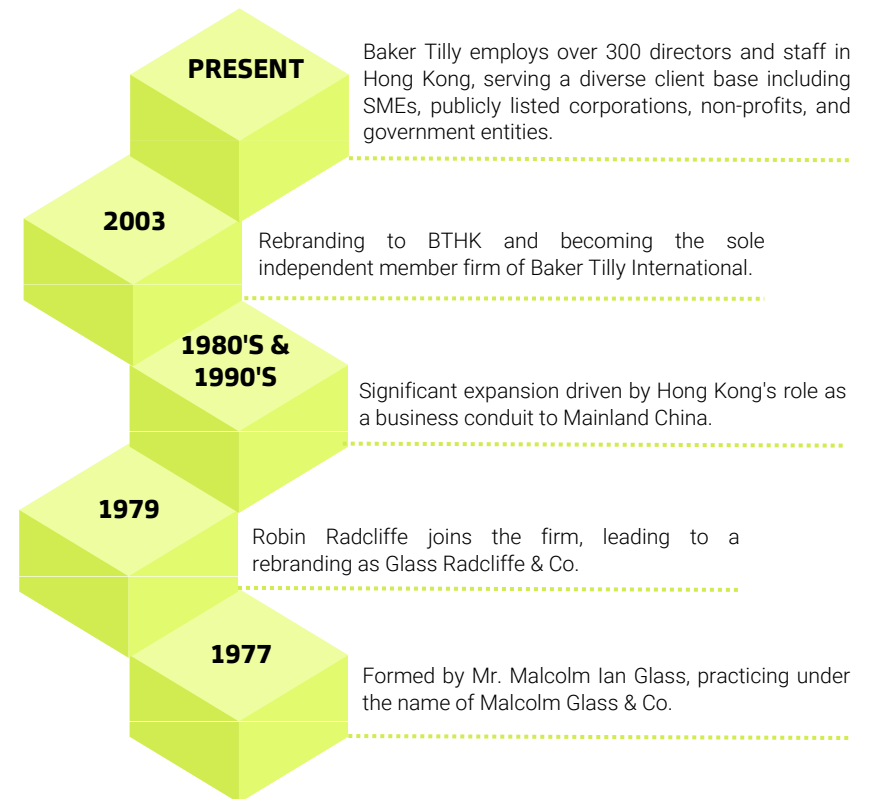 PRESENT
Baker Tilly employs over 300 directors and staff in
Hong Kong, serving a diverse client base including
SMEs, publicly listed corporations, non-profits, and
government entities.
2003
Rebranding to BTHK and becoming the sole
independent member firm of Baker Tilly International.
1980'S &
1990'S
Significant expansion driven by Hong Kong's role as
a business conduit to Mainland China.
1979
Robin Radcliffe joins the firm, leading to a
rebranding as Glass Radcliffe & Co.
1977
Formed by Mr. Malcolm Ian Glass, practicing under
the name of Malcolm Glass & Co.